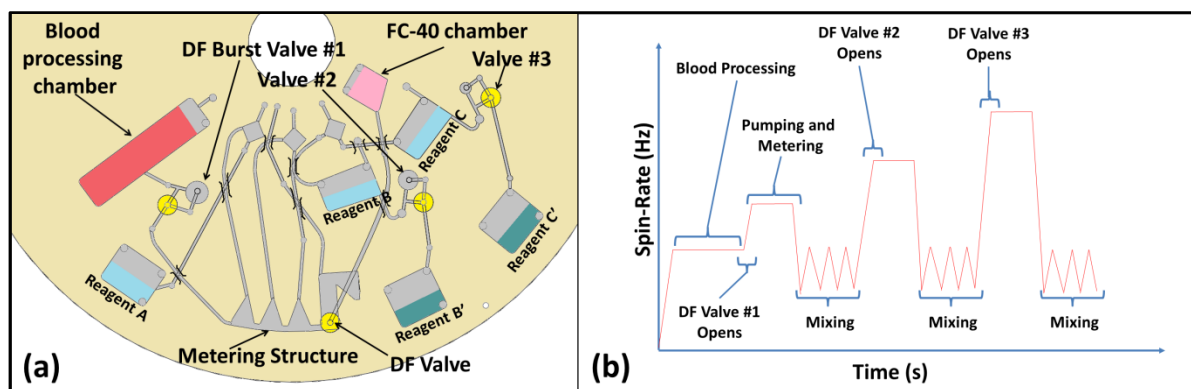 Blood
processing
chamber
DF Burst Valve #1
Valve #2
FC-40 chamber
Valve #3
Reagent C
Reagent B
Reagent C'
Reagent A
Reagent B'
Metering Structure
DF Valve
(a)
Spin-Rate (Hz)
Blood Processing
Pumping and
Metering
DF Valve #2
Opens
DF Valve #3
Opens
DF Valve #1
Opens
Mixing
Mixing
Mixing
Time (s)
(b)